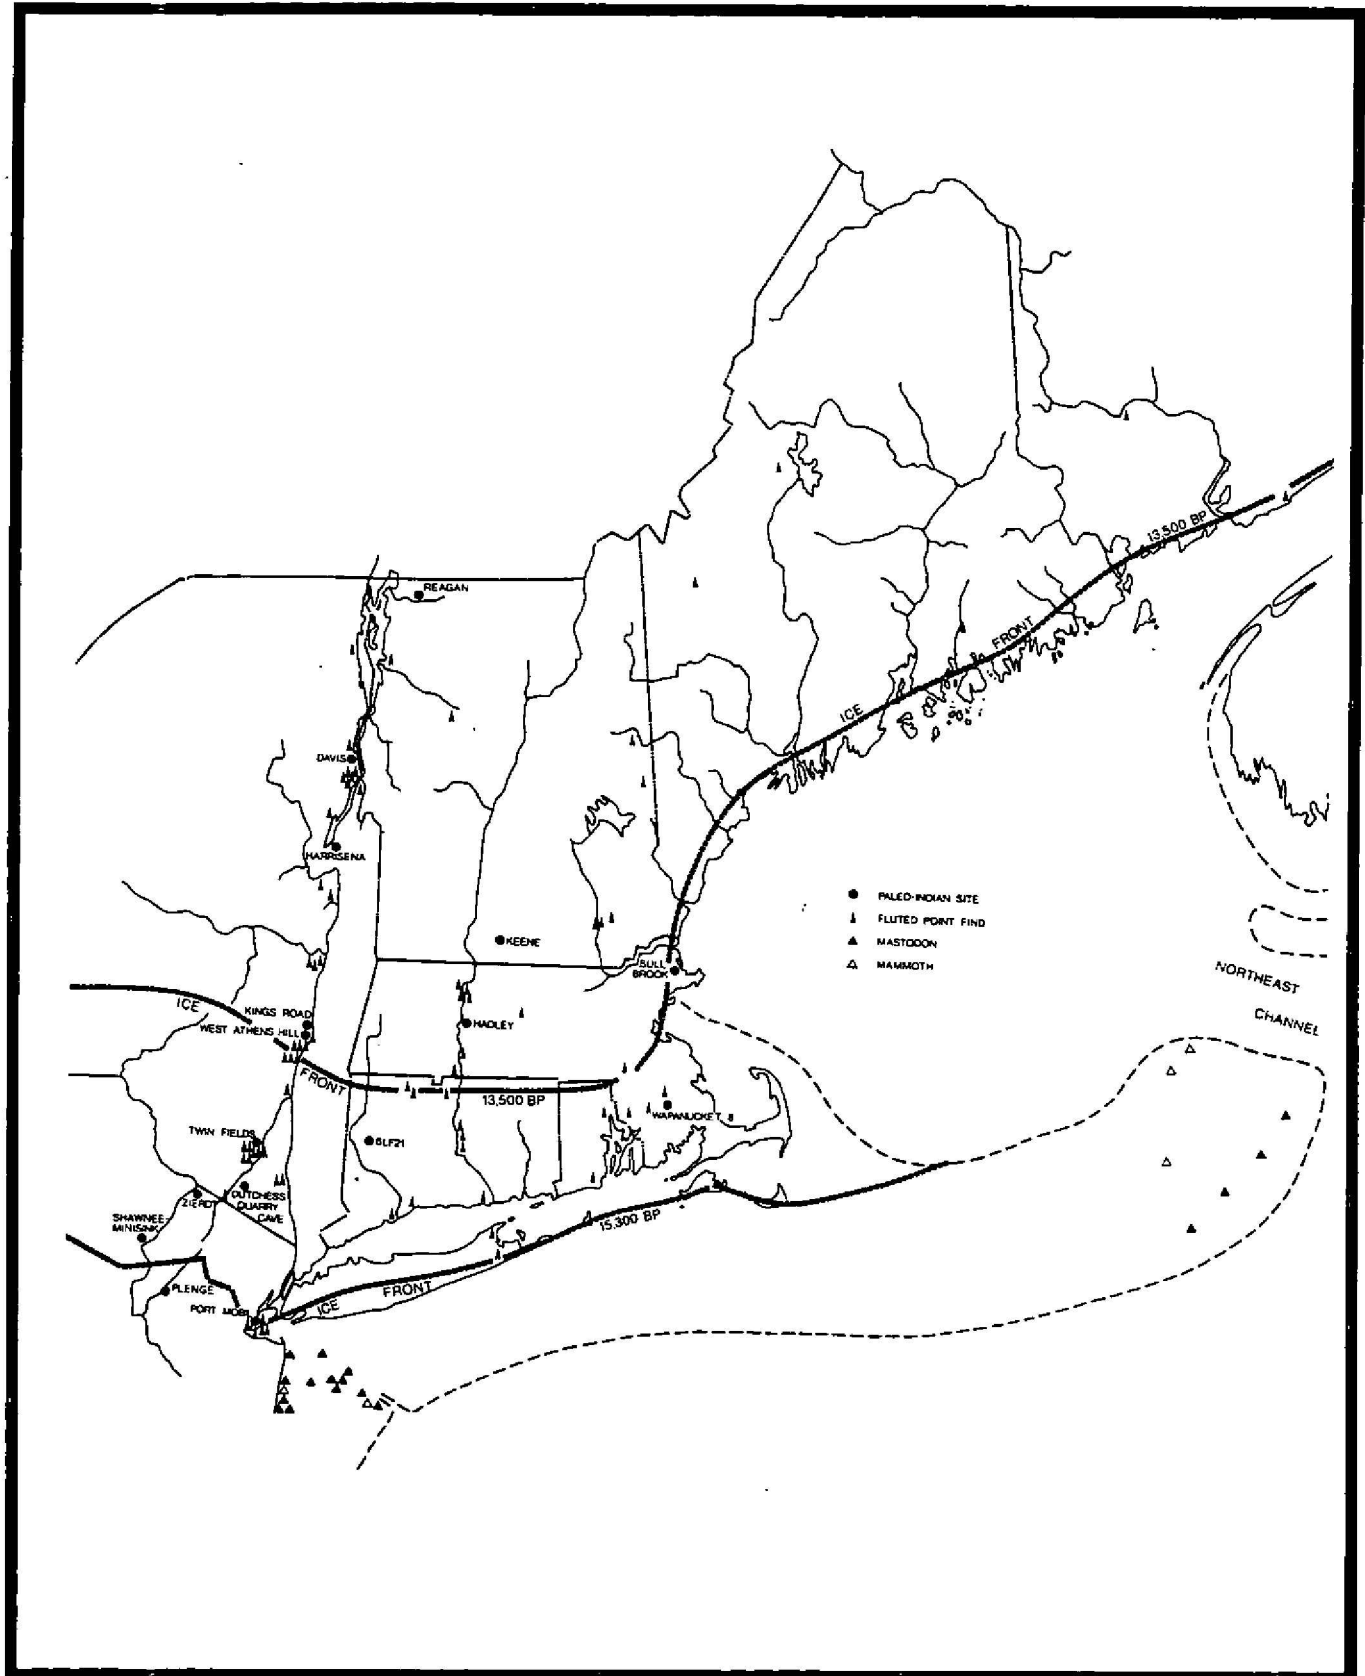 REAGAN
DAVIS
HARRISENA
KEENE
BULL
BROOK
PALEO-INDIAN SITE
FLUTED POINT FIND
MASTODON
MAMMOTH
ICE
FRONT
13,500 BP
NORTHEAST
CHANNEL
ICE
FRONT
13,500 BP
KINGS ROAD
WEST ATHENS HILL
HADLEY
WAPANUCKET 8
TWIN FIELDS
6LF21
DUTCHESS
QUARRY
CAVE
ZIERDT
SHAWNEE-
MINISINK
PLENGE
PORT MOBIL
ICE
FRONT
15,300 BP